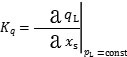 K_q = a q_L / a x_s |_{p_L = const}